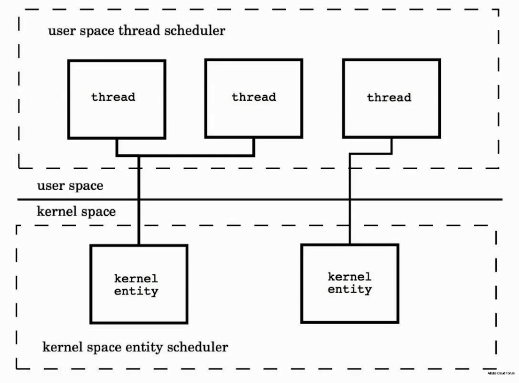 user space thread scheduler
thread
thread
thread
user space
kernel space
kernel
entity
kernel
entity
kernel space entity scheduler